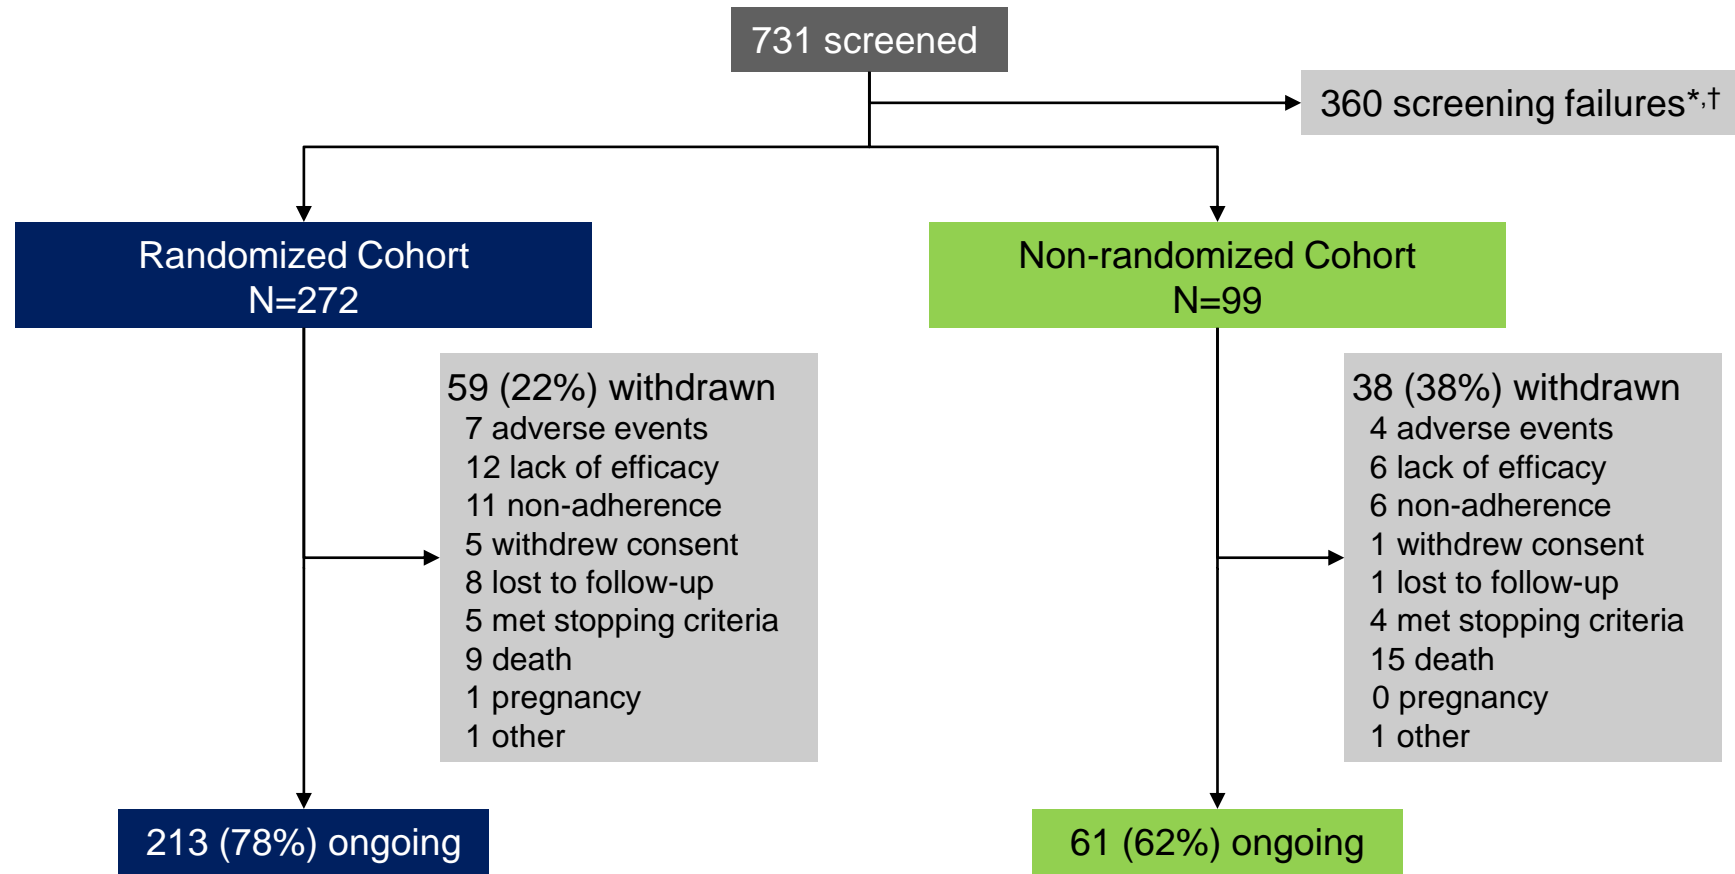 731 screened
360 screening failures*,†
Randomized Cohort
N=272
Non-randomized Cohort
N=99
59 (22%) withdrawn
7 adverse events
12 lack of efficacy
11 non-adherence
5 withdrew consent
8 lost to follow-up
5 met stopping criteria
9 death
1 pregnancy
1 other
38 (38%) withdrawn
4 adverse events
6 lack of efficacy
6 non-adherence
1 withdrew consent
1 lost to follow-up
4 met stopping criteria
15 death
0 pregnancy
1 other
213 (78%) ongoing
61 (62%) ongoing